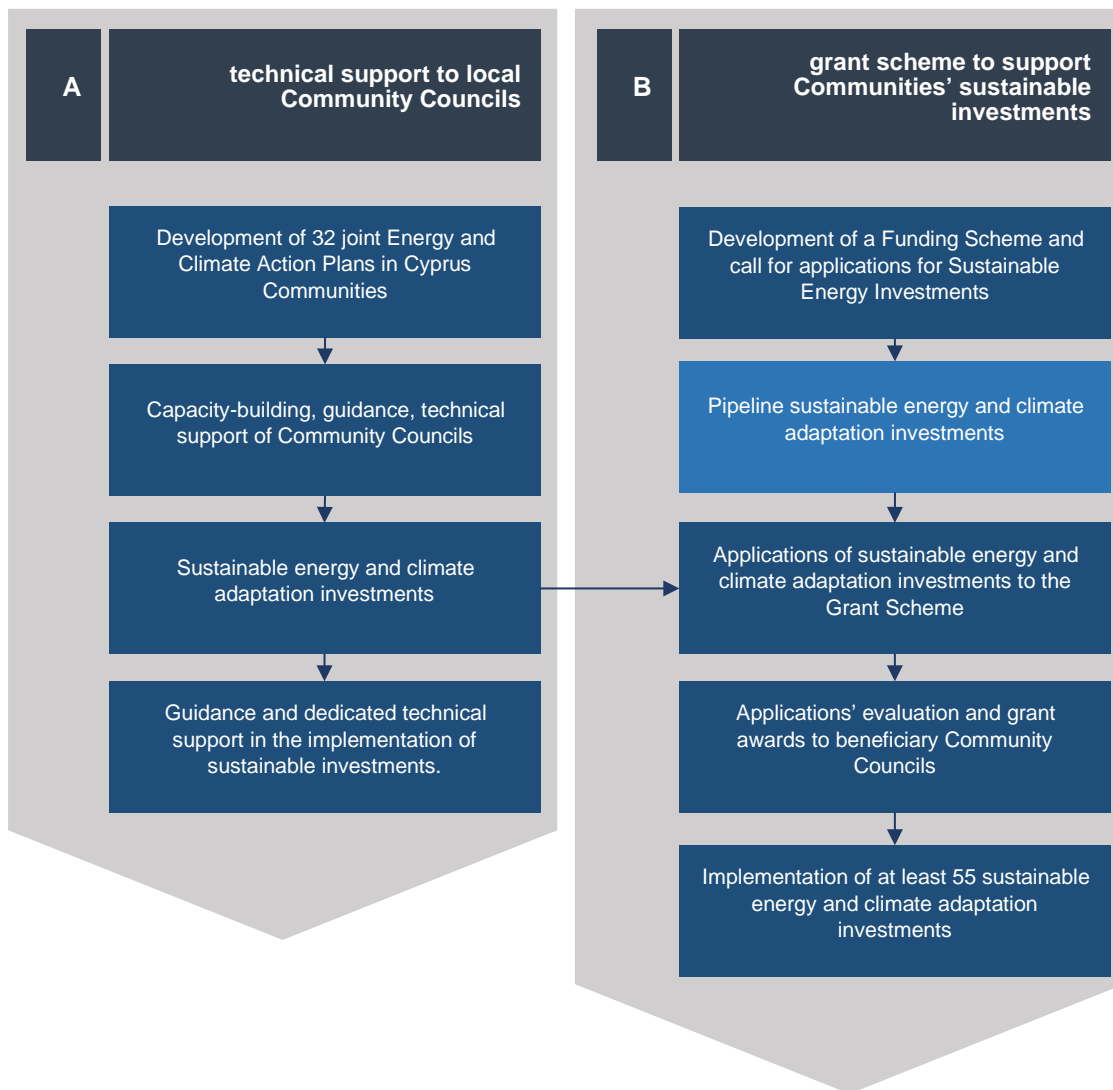 A
technical support to local
Community Councils
Development of 32 joint Energy and
Climate Action Plans in Cyprus
Communities
Capacity-building, guidance, technical
support of Community Councils
Sustainable energy and climate
adaptation investments
Guidance and dedicated technical
support in the implementation of
sustainable investments.
B
grant scheme to support
Communities’ sustainable
investments
Development of a Funding Scheme and
call for applications for Sustainable
Energy Investments
Pipeline sustainable energy and climate
adaptation investments
Applications of sustainable energy and
climate adaptation investments to the
Grant Scheme
Applications’ evaluation and grant
awards to beneficiary Community
Councils
Implementation of at least 55 sustainable
energy and climate adaptation
investments